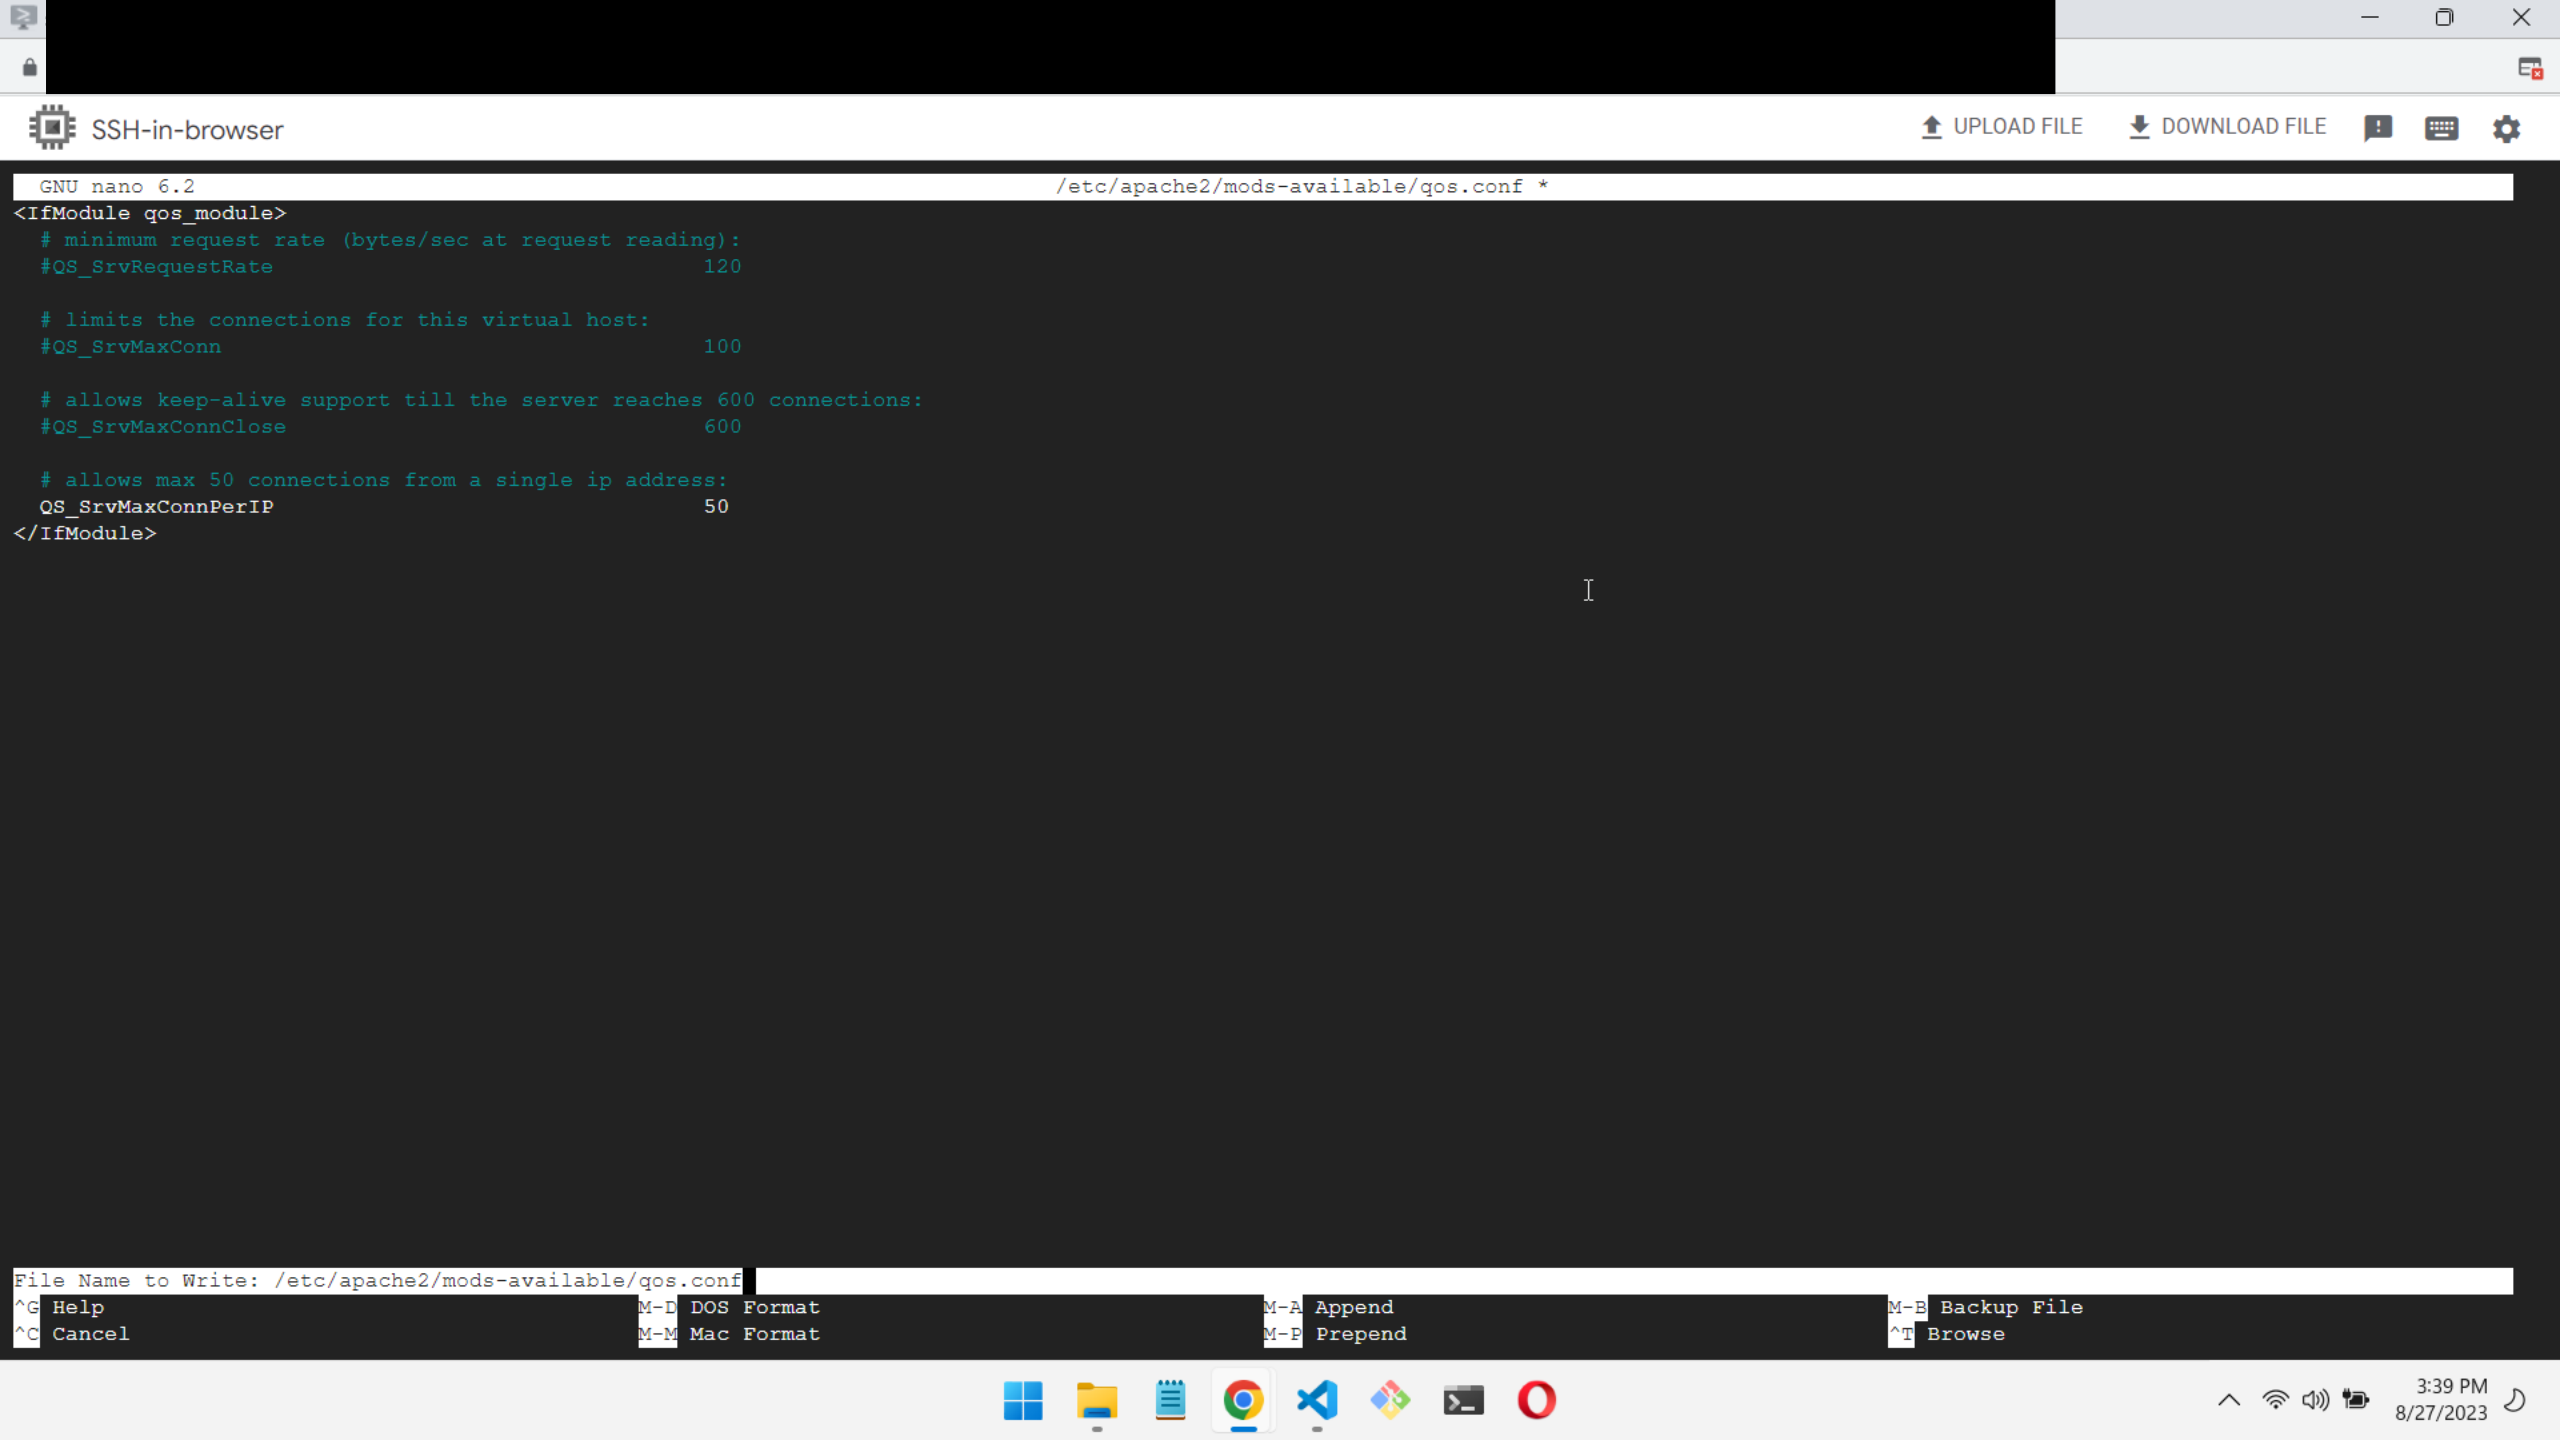 SSH-in-browser
UPLOAD FILE
DOWNLOAD FILE
GNU nano 6.2 /etc/apache2/mods-available/qos.conf *
<IfModule qos_module>
# minimum request rate (bytes/sec at request reading):
#QS_SrvRequestRate 120
# limits the connections for this virtual host:
#QS_SrvMaxConn 100
# allows keep-alive support till the server reaches 600 connections:
#QS_SrvMaxConnClose 600
# allows max 50 connections from a single ip address:
QS_SrvMaxConnPerIP 50
</IfModule>
File Name to Write: /etc/apache2/mods-available/qos.conf
^G Help M-D DOS Format M-A Append M-B Backup File
^C Cancel M-M Mac Format M-P Prepend ^T Browse
3:39 PM
8/27/2023